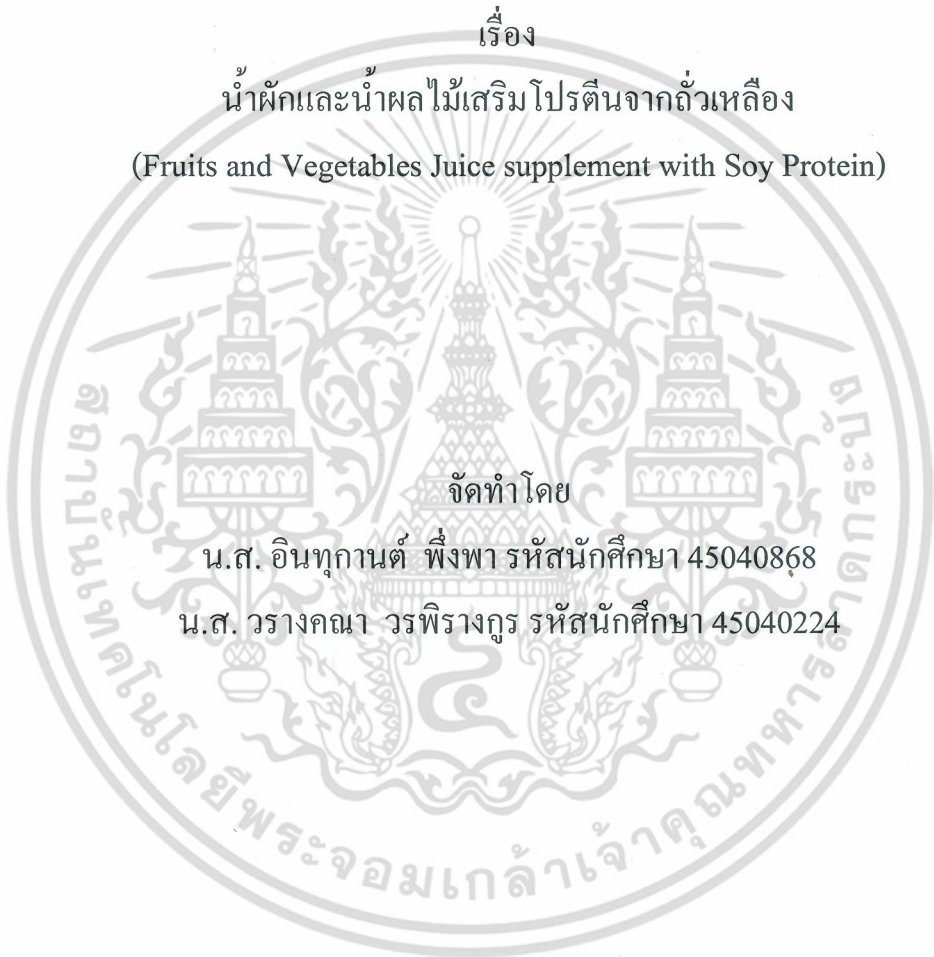 เรื่อง
น้ำผักและน้ำผลไม้เสริมโปรตีนจากถั่วเหลือง
(Fruits and Vegetables Juice supplement with Soy Protein)
จัดทำโดย
น.ส. อินทุกานต์ พึ่งพา รหัสนักศึกษา 45040868
น.ส. วรางคณา วรพิรางกูร รหัสนักศึกษา 45040224
สถาบันเทคโนโลยีพระจอมเกล้าเจ้าคุณทหารลาดกระบัง